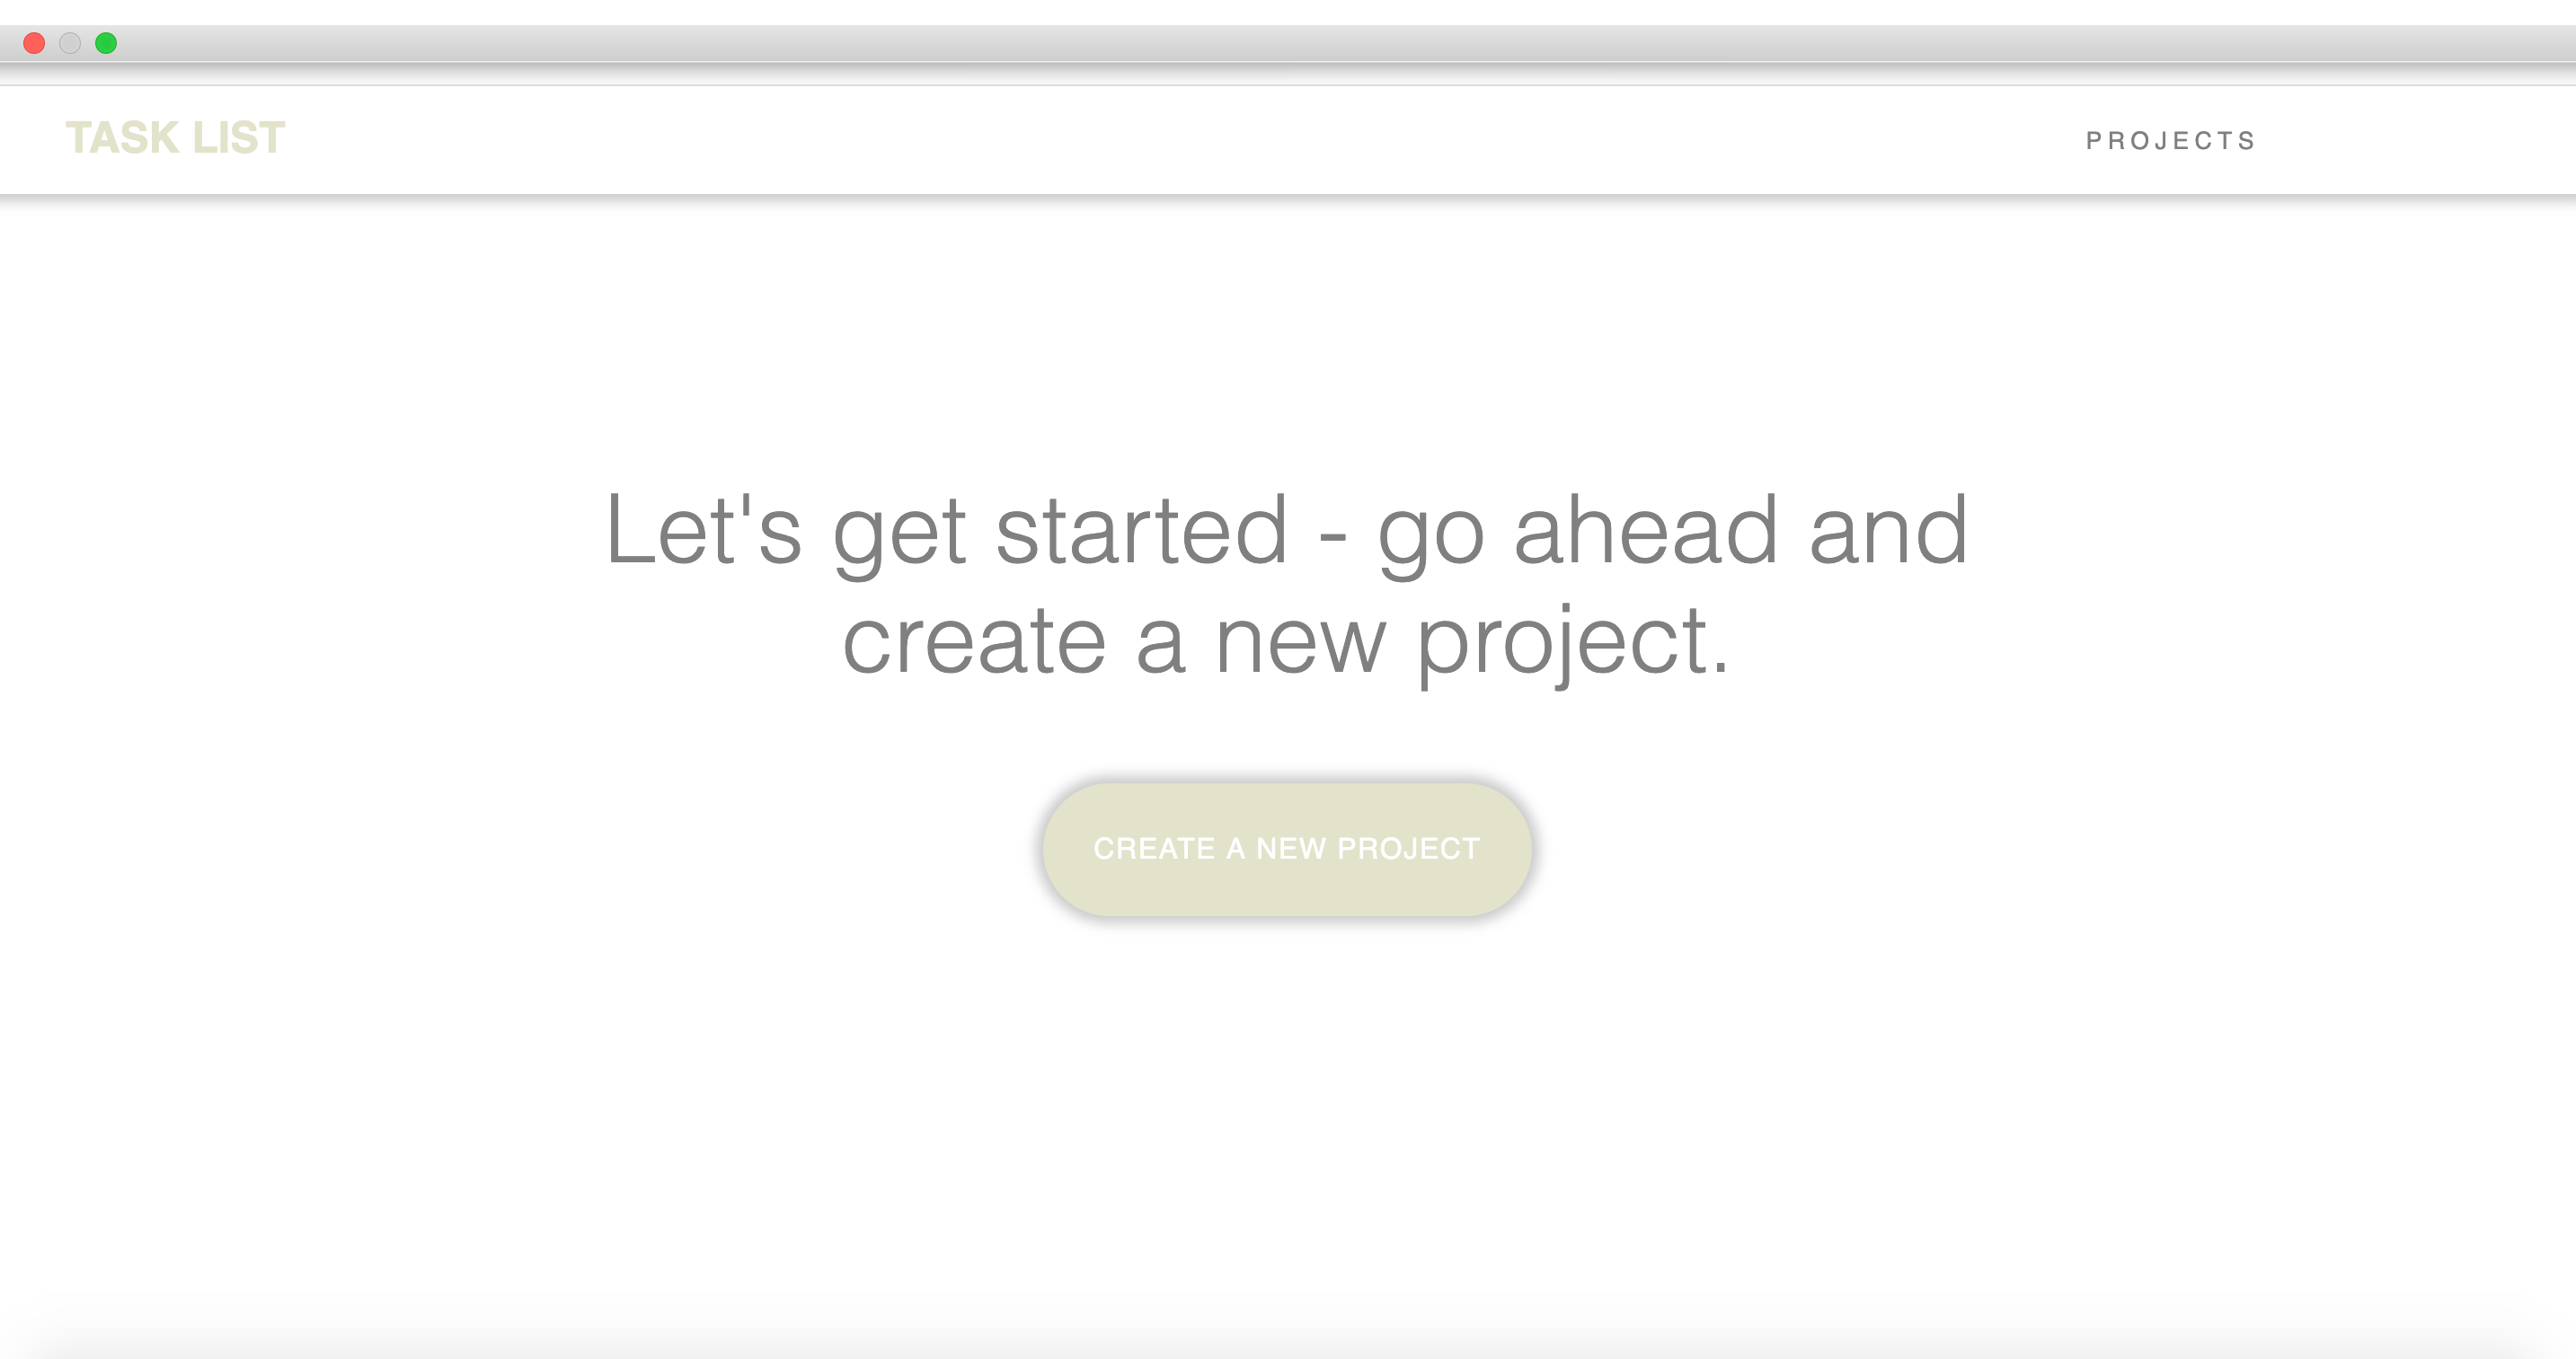 TASK LIST
PROJECTS
Let's get started - go ahead and
create a new project.
CREATE A NEW PROJECT